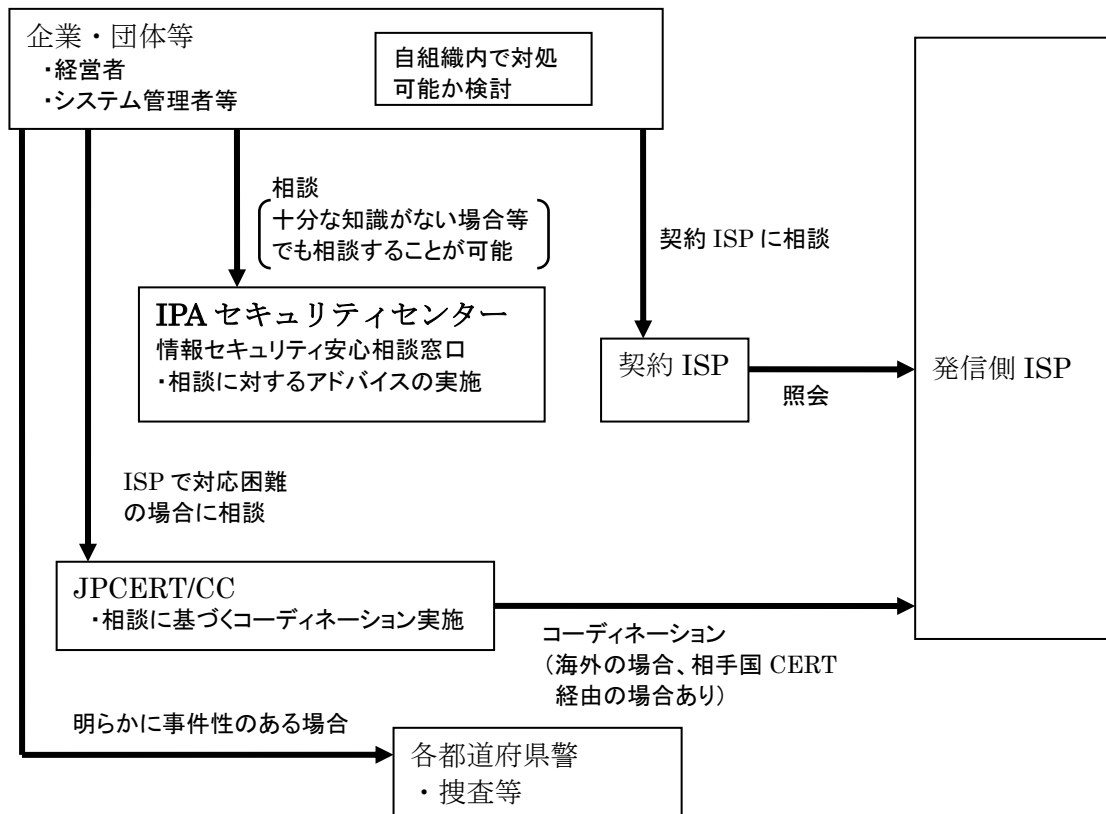 企業・団体等
・経営者
・システム管理者等
自組織内で対処
可能か検討
相談
十分な知識がない場合等
でも相談することが可能
契約 ISP に相談
IPA セキュリティセンター
情報セキュリティ安心相談窓口
・相談に対するアドバイスの実施
契約 ISP
照会
発信側 ISP
ISP で対応困難
の場合に相談
JPCERT/CC
・相談に基づくコーディネーション実施
コーディネーション
（海外の場合、相手国 CERT
経由の場合あり）
明らかに事件性のある場合
各都道府県警
・捜査等